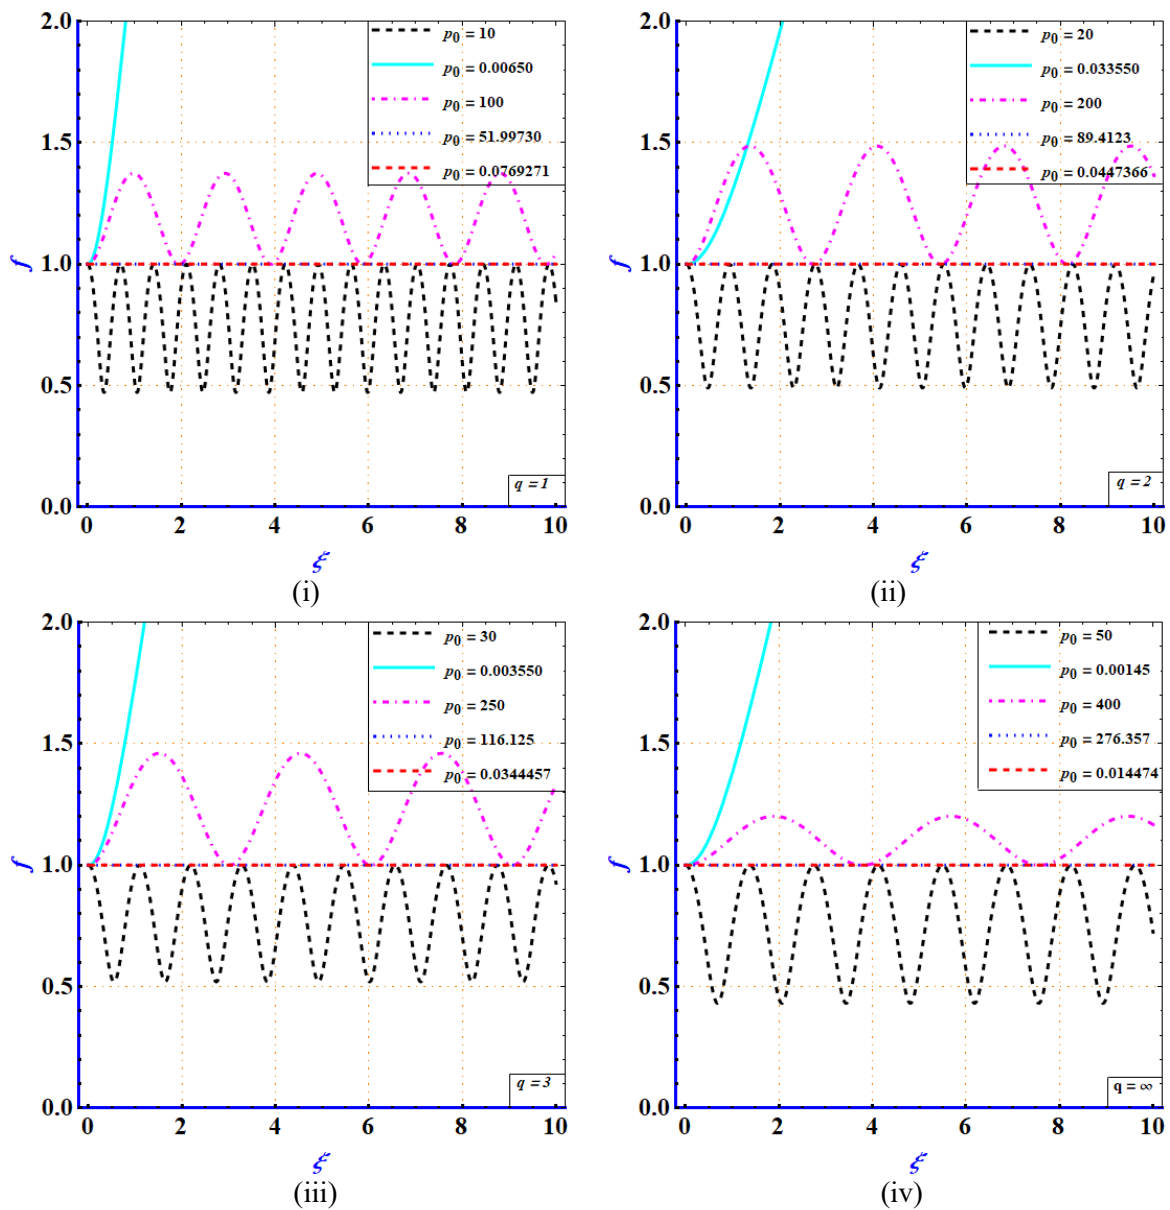 2.0
1.5
1.0
0.5
0.0
f
p0 = 10
p0 = 0.00650
p0 = 100
p0 = 51.99730
p0 = 0.0769271
q = 1
0 2 4 6 8 10
ξ
(i)
2.0
1.5
1.0
0.5
0.0
f
p0 = 20
p0 = 0.033550
p0 = 200
p0 = 89.4123
p0 = 0.0447366
q = 2
0 2 4 6 8 10
ξ
(ii)
2.0
1.5
1.0
0.5
0.0
f
p0 = 30
p0 = 0.003550
p0 = 250
p0 = 116.125
p0 = 0.0344457
q = 3
0 2 4 6 8 10
ξ
(iii)
2.0
1.5
1.0
0.5
0.0
f
p0 = 50
p0 = 0.00145
p0 = 400
p0 = 276.357
p0 = 0.014474
q = ∞
0 2 4 6 8 10
ξ
(iv)